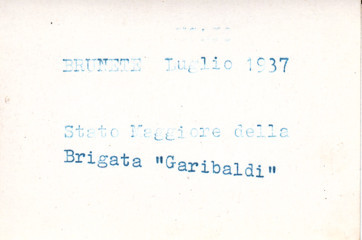 BRUNETE Luglio 1937
Stato Maggiore della
Brigata "Garibaldi"